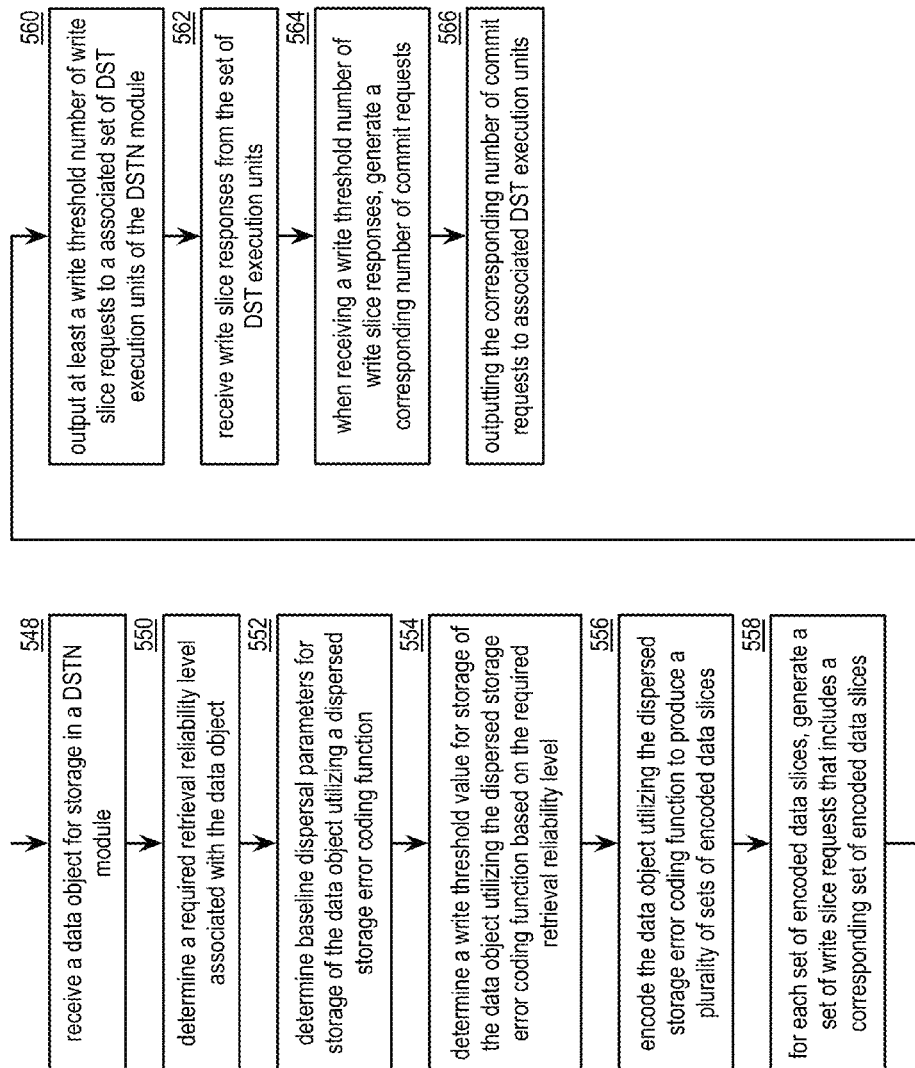 548
receive a data object for storage in a DSTN
module
550
determine a required retrieval reliability level
associated with the data object
552
determine baseline dispersal parameters for
storage of the data object utilizing a dispersed
storage error coding function
554
determine a write threshold value for storage of
the data object utilizing the dispersed storage
error coding function based on the required
retrieval reliability level
556
encode the data object utilizing the dispersed
storage error coding function to produce a
plurality of sets of encoded data slices
558
for each set of encoded data slices, generate a
set of write slice requests that includes a
corresponding set of encoded data slices
560
output at least a write threshold number of write
slice requests to a associated set of DST
execution units of the DSTN module
562
receive write slice responses from the set of
DST execution units
564
when receiving a write threshold number of
write slice responses, generate a
corresponding number of commit requests
566
outputting the corresponding number of commit
requests to associated DST execution units